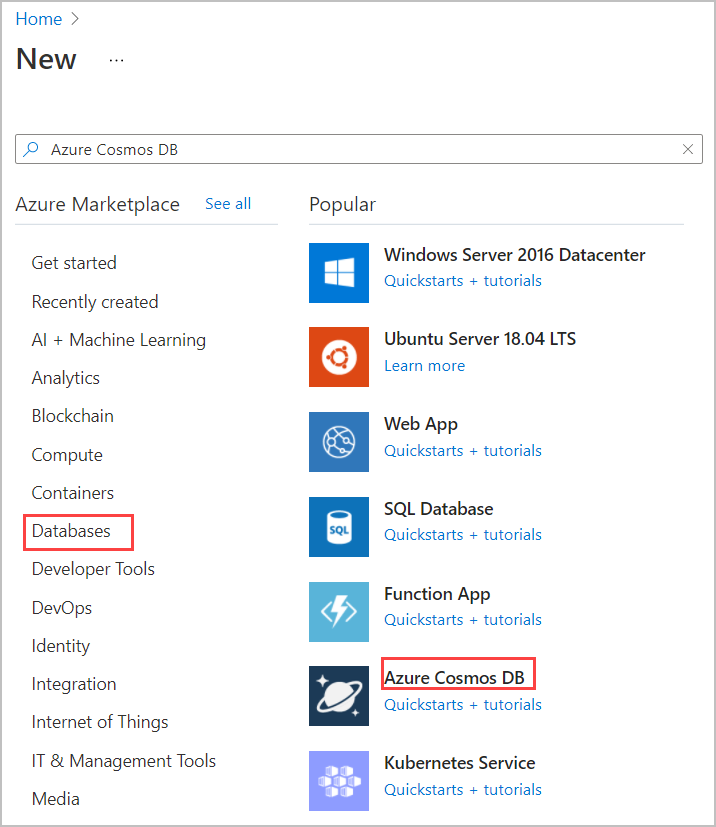 Home >
New ...
Azure Cosmos DB
Azure Marketplace See all
Get started
Recently created
AI + Machine Learning
Analytics
Blockchain
Compute
Containers
Databases
Developer Tools
DevOps
Identity
Integration
Internet of Things
IT & Management Tools
Media
Popular
Windows Server 2016 Datacenter
Quickstarts + tutorials
Ubuntu Server 18.04 LTS
Learn more
Web App
Quickstarts + tutorials
SQL
SQL Database
Quickstarts + tutorials
Function App
Quickstarts + tutorials
Azure Cosmos DB
Quickstarts + tutorials
Kubernetes Service
Quickstarts + tutorials